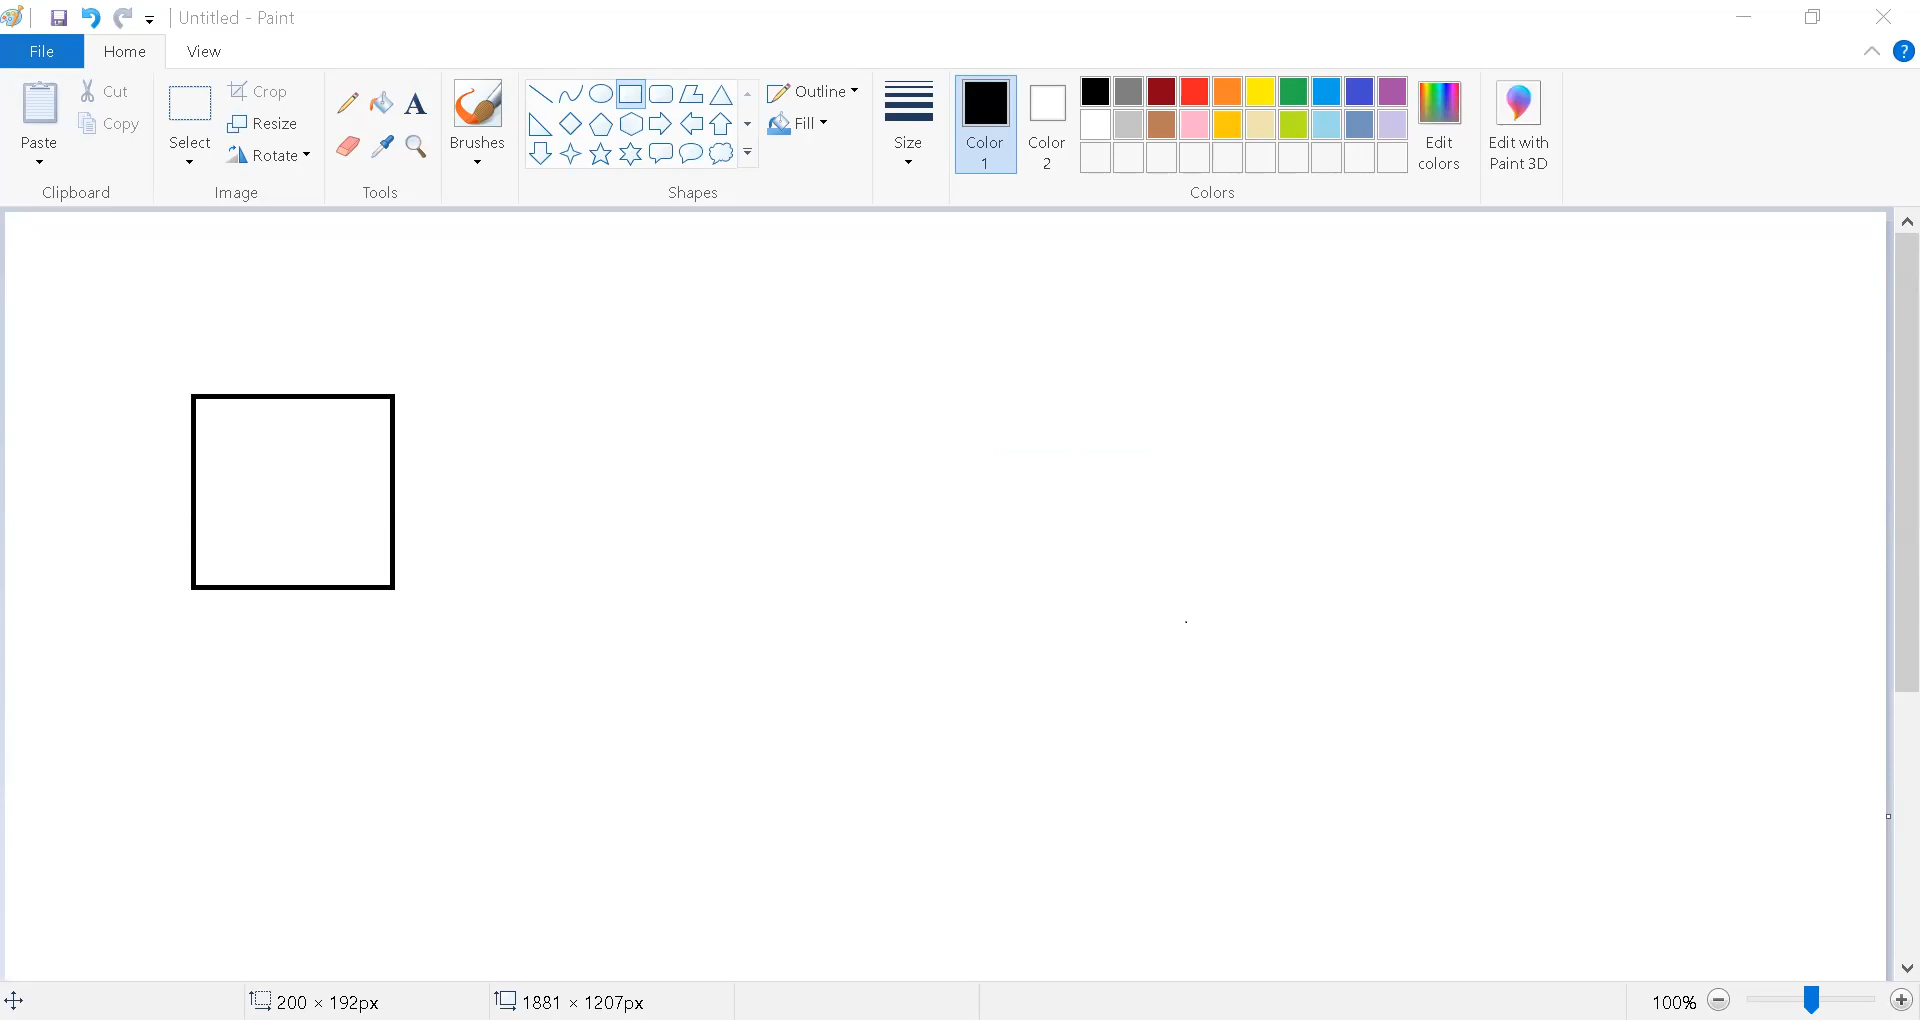 Untitled - Paint
File Home View
Paste
Cut
Copy
Clipboard
Select
Crop
Resize
Rotate
Image
A
Tools
Brushes
Outline
Fill
Shapes
Size
Color
1
Color
2
Edit
colors
Colors
Edit with
Paint 3D
?
200 × 192px
1881 × 1207px
100%